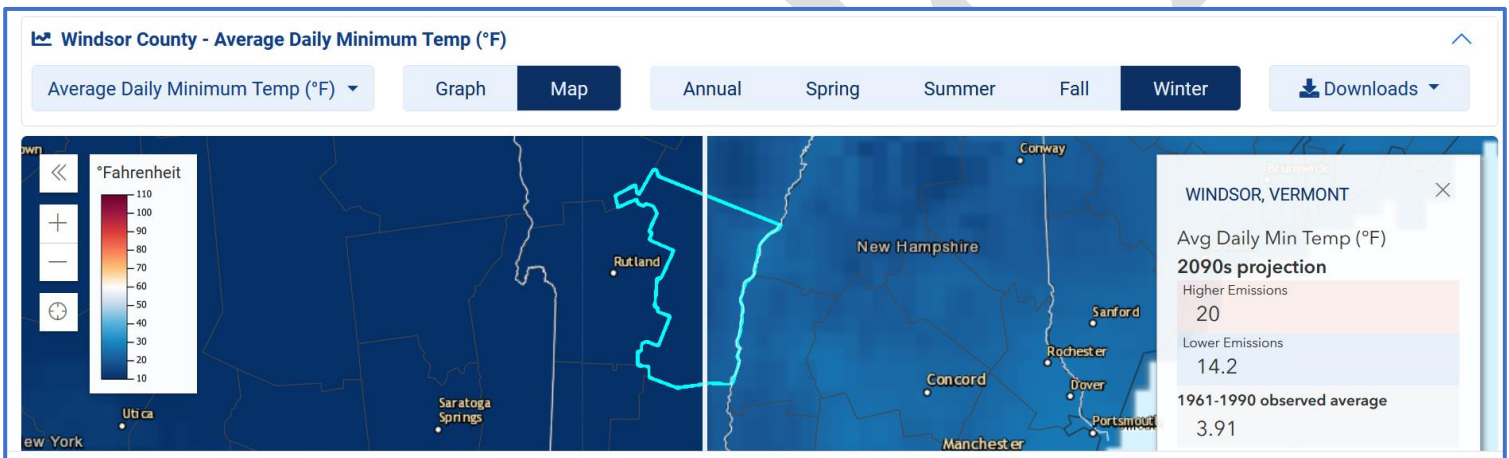 Windsor County - Average Daily Minimum Temp (°F)
Average Daily Minimum Temp (°F) Graph Map Annual Spring Summer Fall Winter Downloads
°Fahrenheit
110
100
90
80
70
60
50
40
30
20
10
Utica
ew York
Saratoga
Springs
Rutland
New Hampshire
Conway
Sanford
Rochester
Dover
Concord
Portsmout
Manchester
Brunswick
WINDSOR, VERMONT
Avg Daily Min Temp (°F)
2090s projection
Higher Emissions
20
Lower Emissions
14.2
1961-1990 observed average
3.91